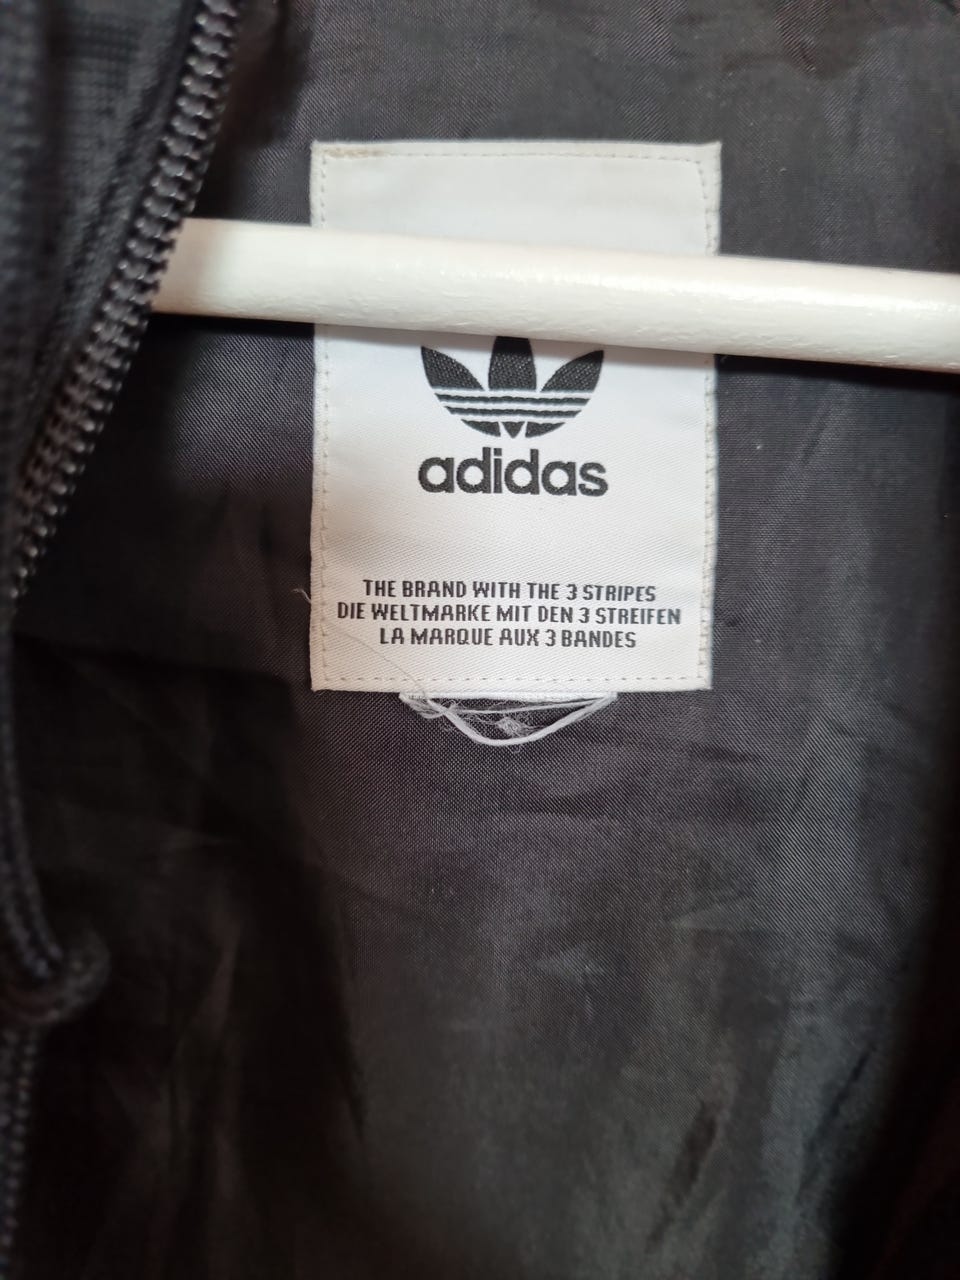 adidas
THE BRAND WITH THE 3 STRIPES
DIE WELTMARKE MIT DEN 3 STREIFEN
LA MARQUE AUX 3 BANDES